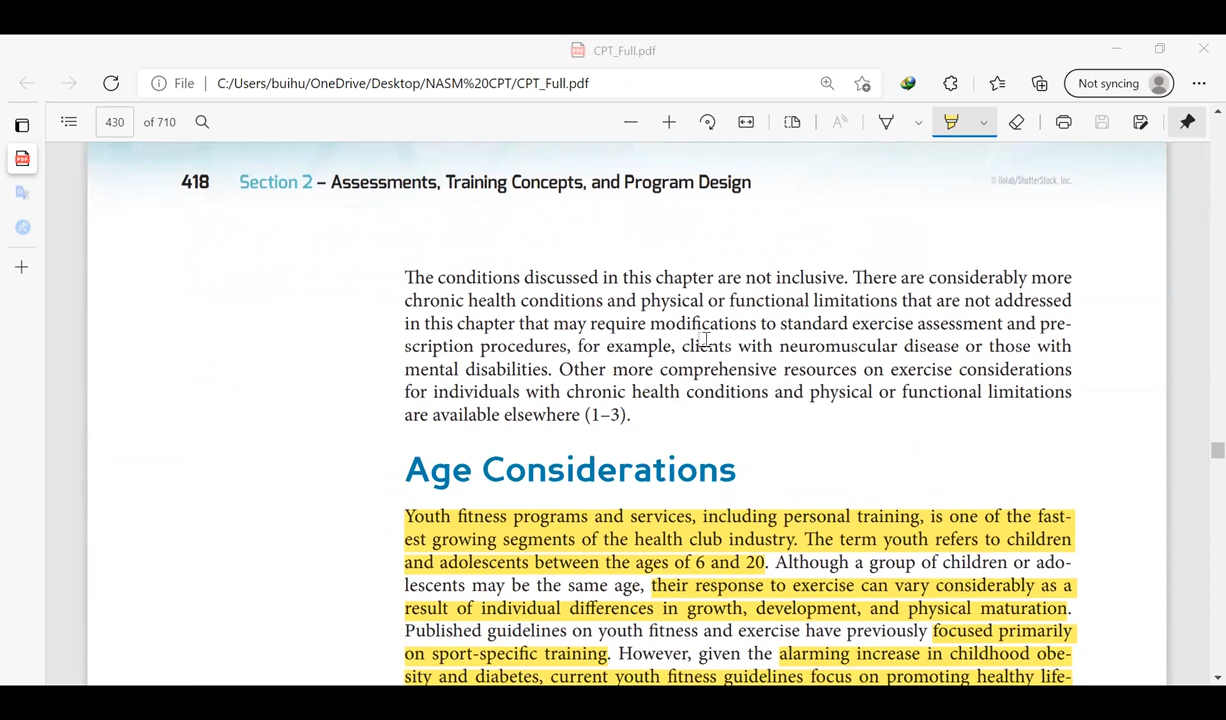 CPT_Full.pdf
File | C:/Users/buihu/OneDrive/Desktop/NASM%20CPT/CPT_Full.pdf
Not syncing
430 of 710
418 Section 2 – Assessments, Training Concepts, and Program Design
© ilolab/ShutterStock, Inc.
The conditions discussed in this chapter are not inclusive. There are considerably more
chronic health conditions and physical or functional limitations that are not addressed
in this chapter that may require modifications to standard exercise assessment and pre-
scription procedures, for example, clients with neuromuscular disease or those with
mental disabilities. Other more comprehensive resources on exercise considerations
for individuals with chronic health conditions and physical or functional limitations
are available elsewhere (1–3).
Age Considerations
Youth fitness programs and services, including personal training, is one of the fast-
est growing segments of the health club industry. The term youth refers to children
and adolescents between the ages of 6 and 20. Although a group of children or ado-
lescents may be the same age, their response to exercise can vary considerably as a
result of individual differences in growth, development, and physical maturation.
Published guidelines on youth fitness and exercise have previously focused primarily
on sport-specific training. However, given the alarming increase in childhood obe-
sity and diabetes, current youth fitness guidelines focus on promoting healthy life-